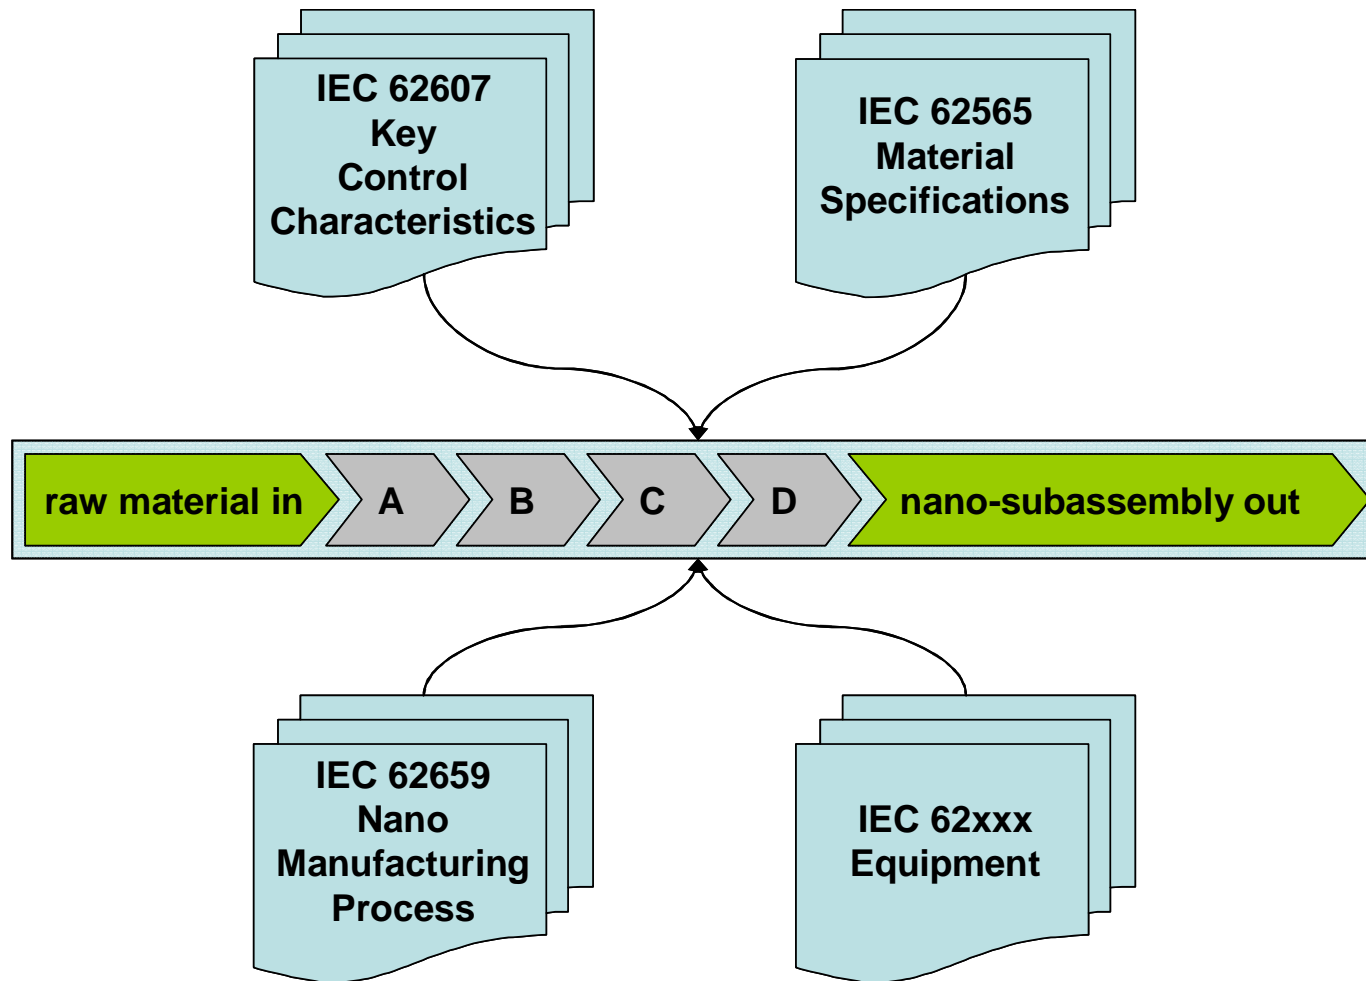 IEC 62607
Key
Control
Characteristics
IEC 62565
Material
Specifications
raw material in
A
B
C
D
nano-subassembly out
IEC 62659
Nano
Manufacturing
Process
IEC 62xxx
Equipment